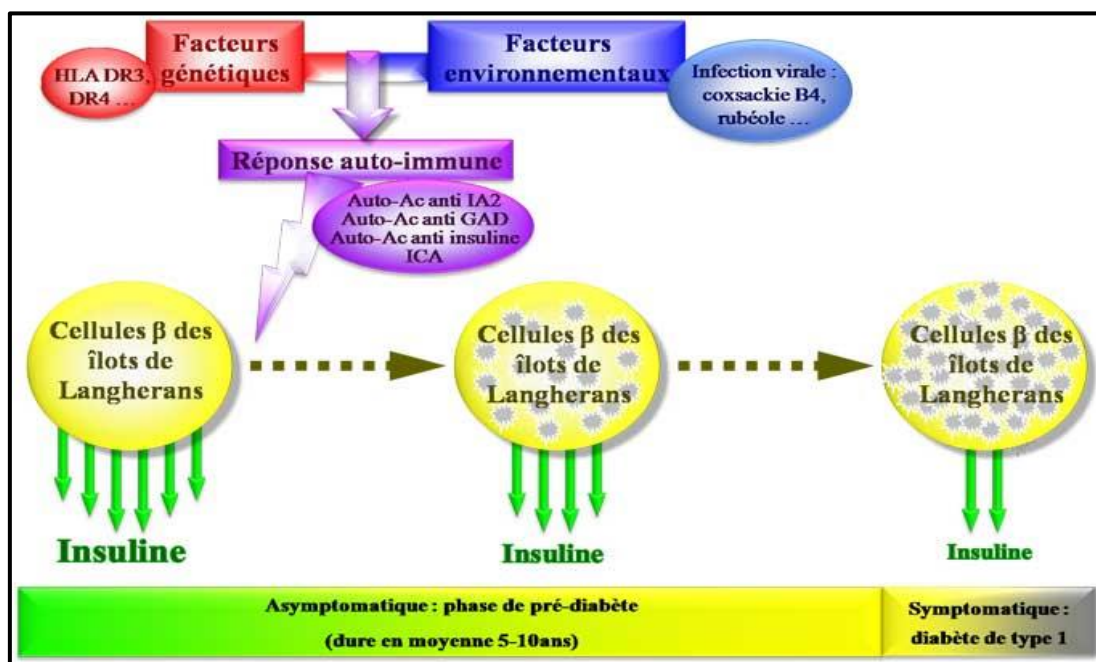 Facteurs
génétiques
HLA DR3,
DR4 ...
Facteurs
environnementaux
Infection virale :
coxsackie B4,
rubéole ...
Réponse auto-immune
Auto-Ac anti IA2
Auto-Ac anti GAD
Auto-Ac anti insuline
ICA
Cellules β des
îlots de
Langherans
Cellules β des
îlots de
Langherans
Cellules β des
îlots de
Langherans
Insuline
Insuline
Insuline
Asymptomatique : phase de pré-diabète
(dure en moyenne 5-10ans)
Symptomatique :
diabète de type 1